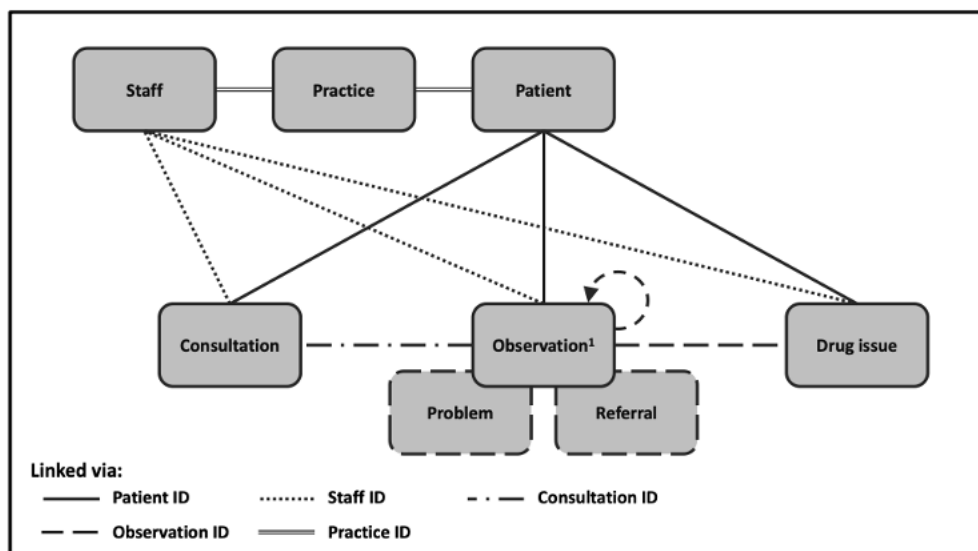 Staff
Practice
Patient
Consultation
Observation¹
Drug issue
Problem
Referral
Linked via:
Patient ID
Staff ID
Consultation ID
Observation ID
Practice ID